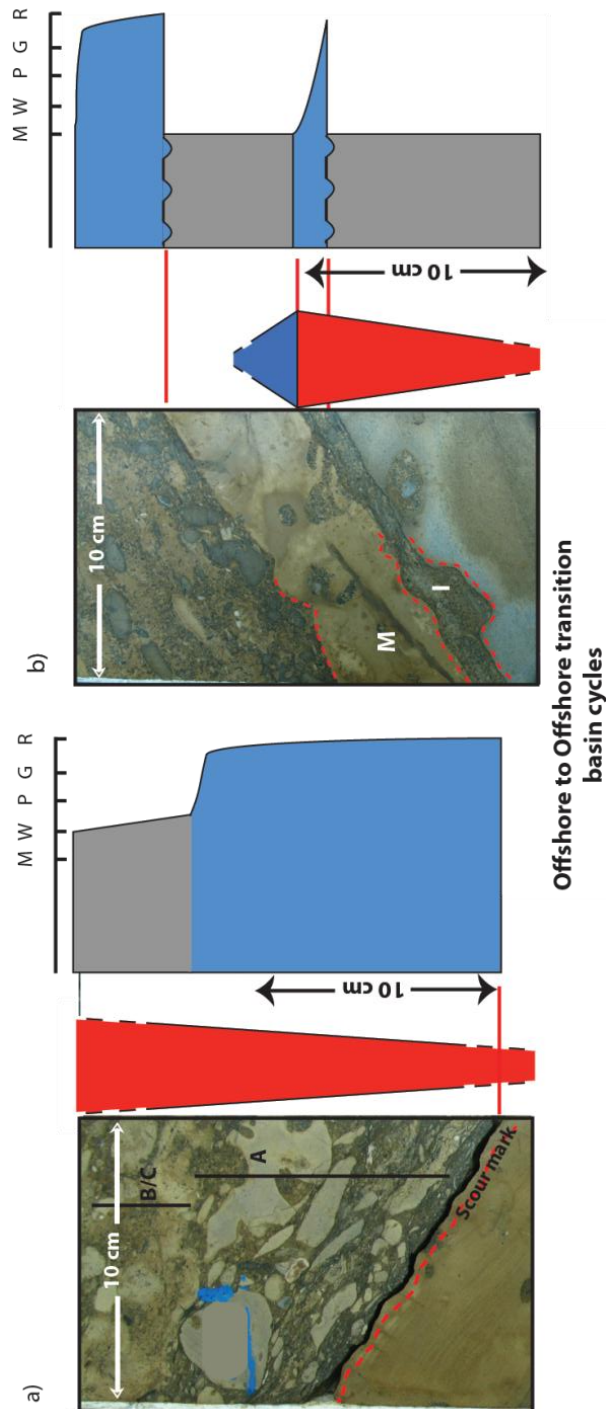 a)
10 cm
B/C
A
Scour mark
10 cm
M W P G R
b)
10 cm
M
I
10 cm
M W P G R
Offshore to Offshore transition
basin cycles